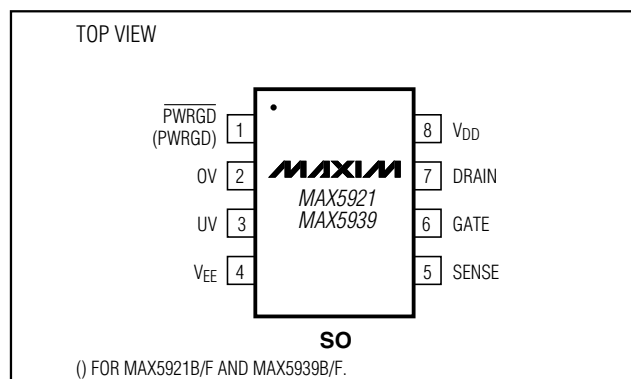 TOP VIEW
PWRGD
(PWRGD)
1
8
VDD
OV
2
MAXIM
7
DRAIN
MAX5921
MAX5939
UV
3
6
GATE
VEE
4
5
SENSE
SO
() FOR MAX5921B/F AND MAX5939B/F.